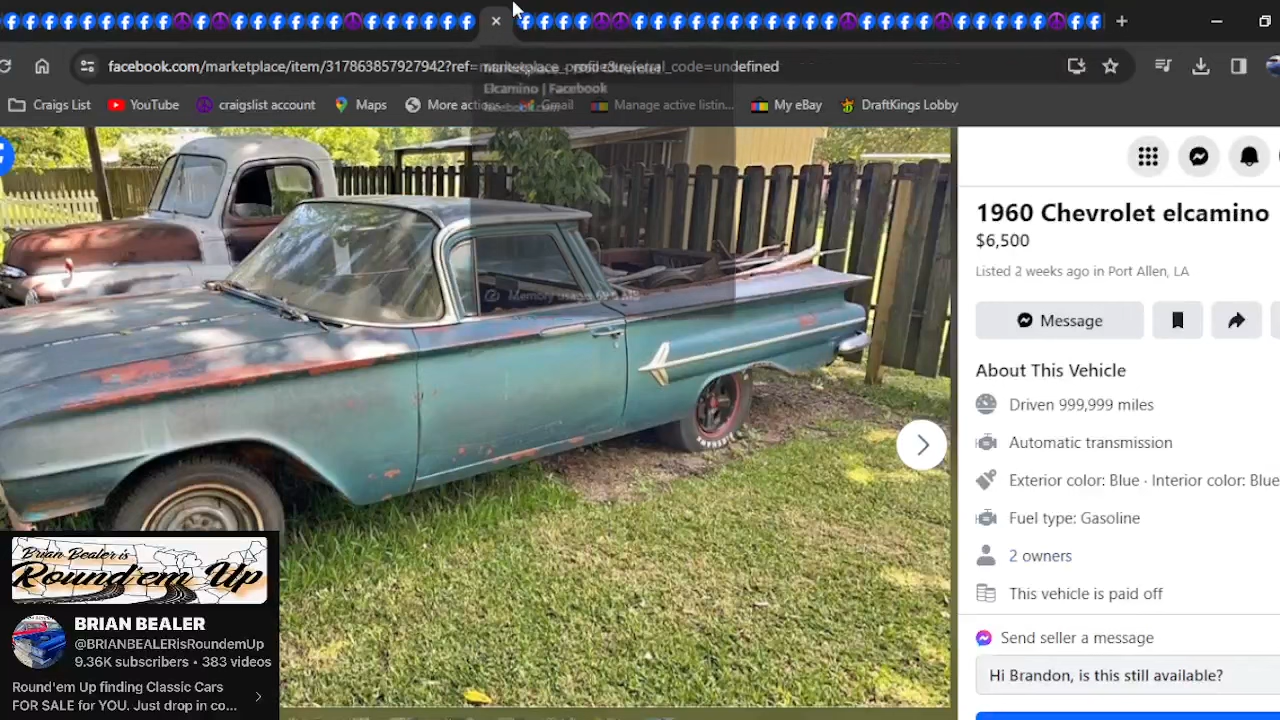 facebook.com/marketplace/item/317863857927942?ref=marketplace_profile&referral_code=undefined
Elcamino | Facebook
facebook.com
Craigs List
YouTube
craigslist account
Maps
More actions
Gmail
Manage active listin...
My eBay
DraftKings Lobby
1960 Chevrolet elcamino
$6,500
Listed 2 weeks ago in Port Allen, LA
Message
About This Vehicle
Driven 999,999 miles
Automatic transmission
Exterior color: Blue · Interior color: Blue
Fuel type: Gasoline
2 owners
This vehicle is paid off
Send seller a message
Hi Brandon, is this still available?
Brian Bealer is
Round'em Up
BRIAN BEALER
@BRIANBEALERisRoundemUp
9.36K subscribers • 383 videos
Round'em Up finding Classic Cars
FOR SALE for YOU. Just drop in co...